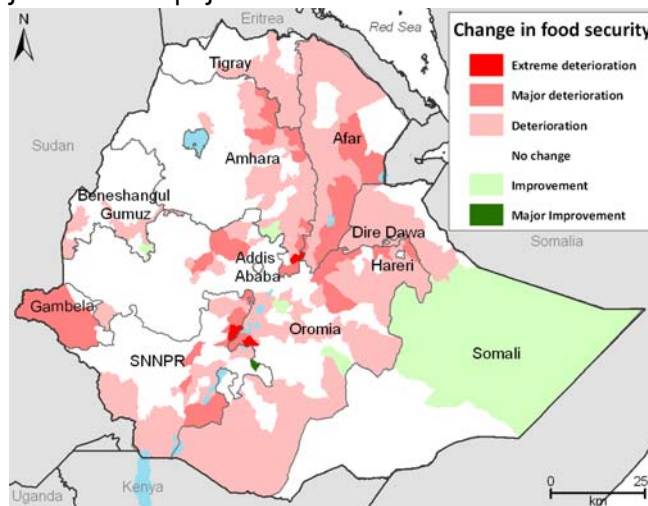 N
Eritrea
Red Sea
Change in food security
Extreme deterioration
Major deterioration
Deterioration
No change
Improvement
Major Improvement
Tigray
Afar
Sudan
Amhara
Beneshangul
Gumuz
Dire Dawa
Hareri
Somalia
Addis
Ababa
Gambela
Oromia
SNNPR
Somali
Uganda
Kenya
0
25
km